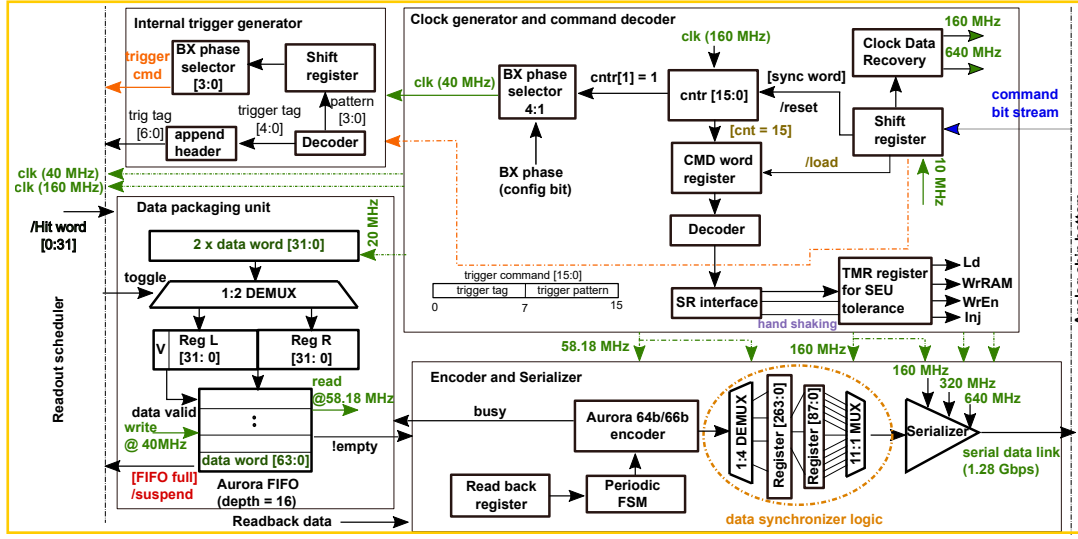 Internal trigger generator
trigger
cmd
BX phase
selector
[3:0]
Shift
register
pattern
[3:0]
trigger tag
[4:0]
trig tag
[6:0]
append
header
Decoder
Clock generator and command decoder
clk (160 MHz)
160 MHz
640 MHz
Clock Data
Recovery
clk (40 MHz)
BX phase
selector
4:1
cntr[1] = 1
cntr [15:0]
[sync word]
/reset
Shift
register
command
bit stream
[cnt = 15]
BX phase
(config bit)
CMD word
register
/load
10 MHz
Decoder
trigger command [15:0]
trigger tag
trigger pattern
0
7
15
SR interface
hand shaking
TMR register
for SEU
tolerance
Ld
WrRAM
WrEn
Inj
clk (40 MHz)
clk (160 MHz)
/Hit word
[0:31]
Readout scheduler
Data packaging unit
20 MHz
2 x data word [31:0]
toggle
1:2 DEMUX
V
Reg L
[31: 0]
Reg R
[31: 0]
data valid
write
@ 40MHz
read
@58.18 MHz
:
data word [63:0]
!empty
[FIFO full]
/suspend
Aurora FIFO
(depth = 16)
Readback data
58.18 MHz
160 MHz
Encoder and Serializer
busy
Aurora 64b/66b
encoder
Read back
register
Periodic
FSM
1:4 DEMUX
Register [263:0]
Register [87:0]
11:1 MUX
data synchronizer logic
160 MHz
320 MHz
640 MHz
Serializer
serial data link
(1.28 Gbps)